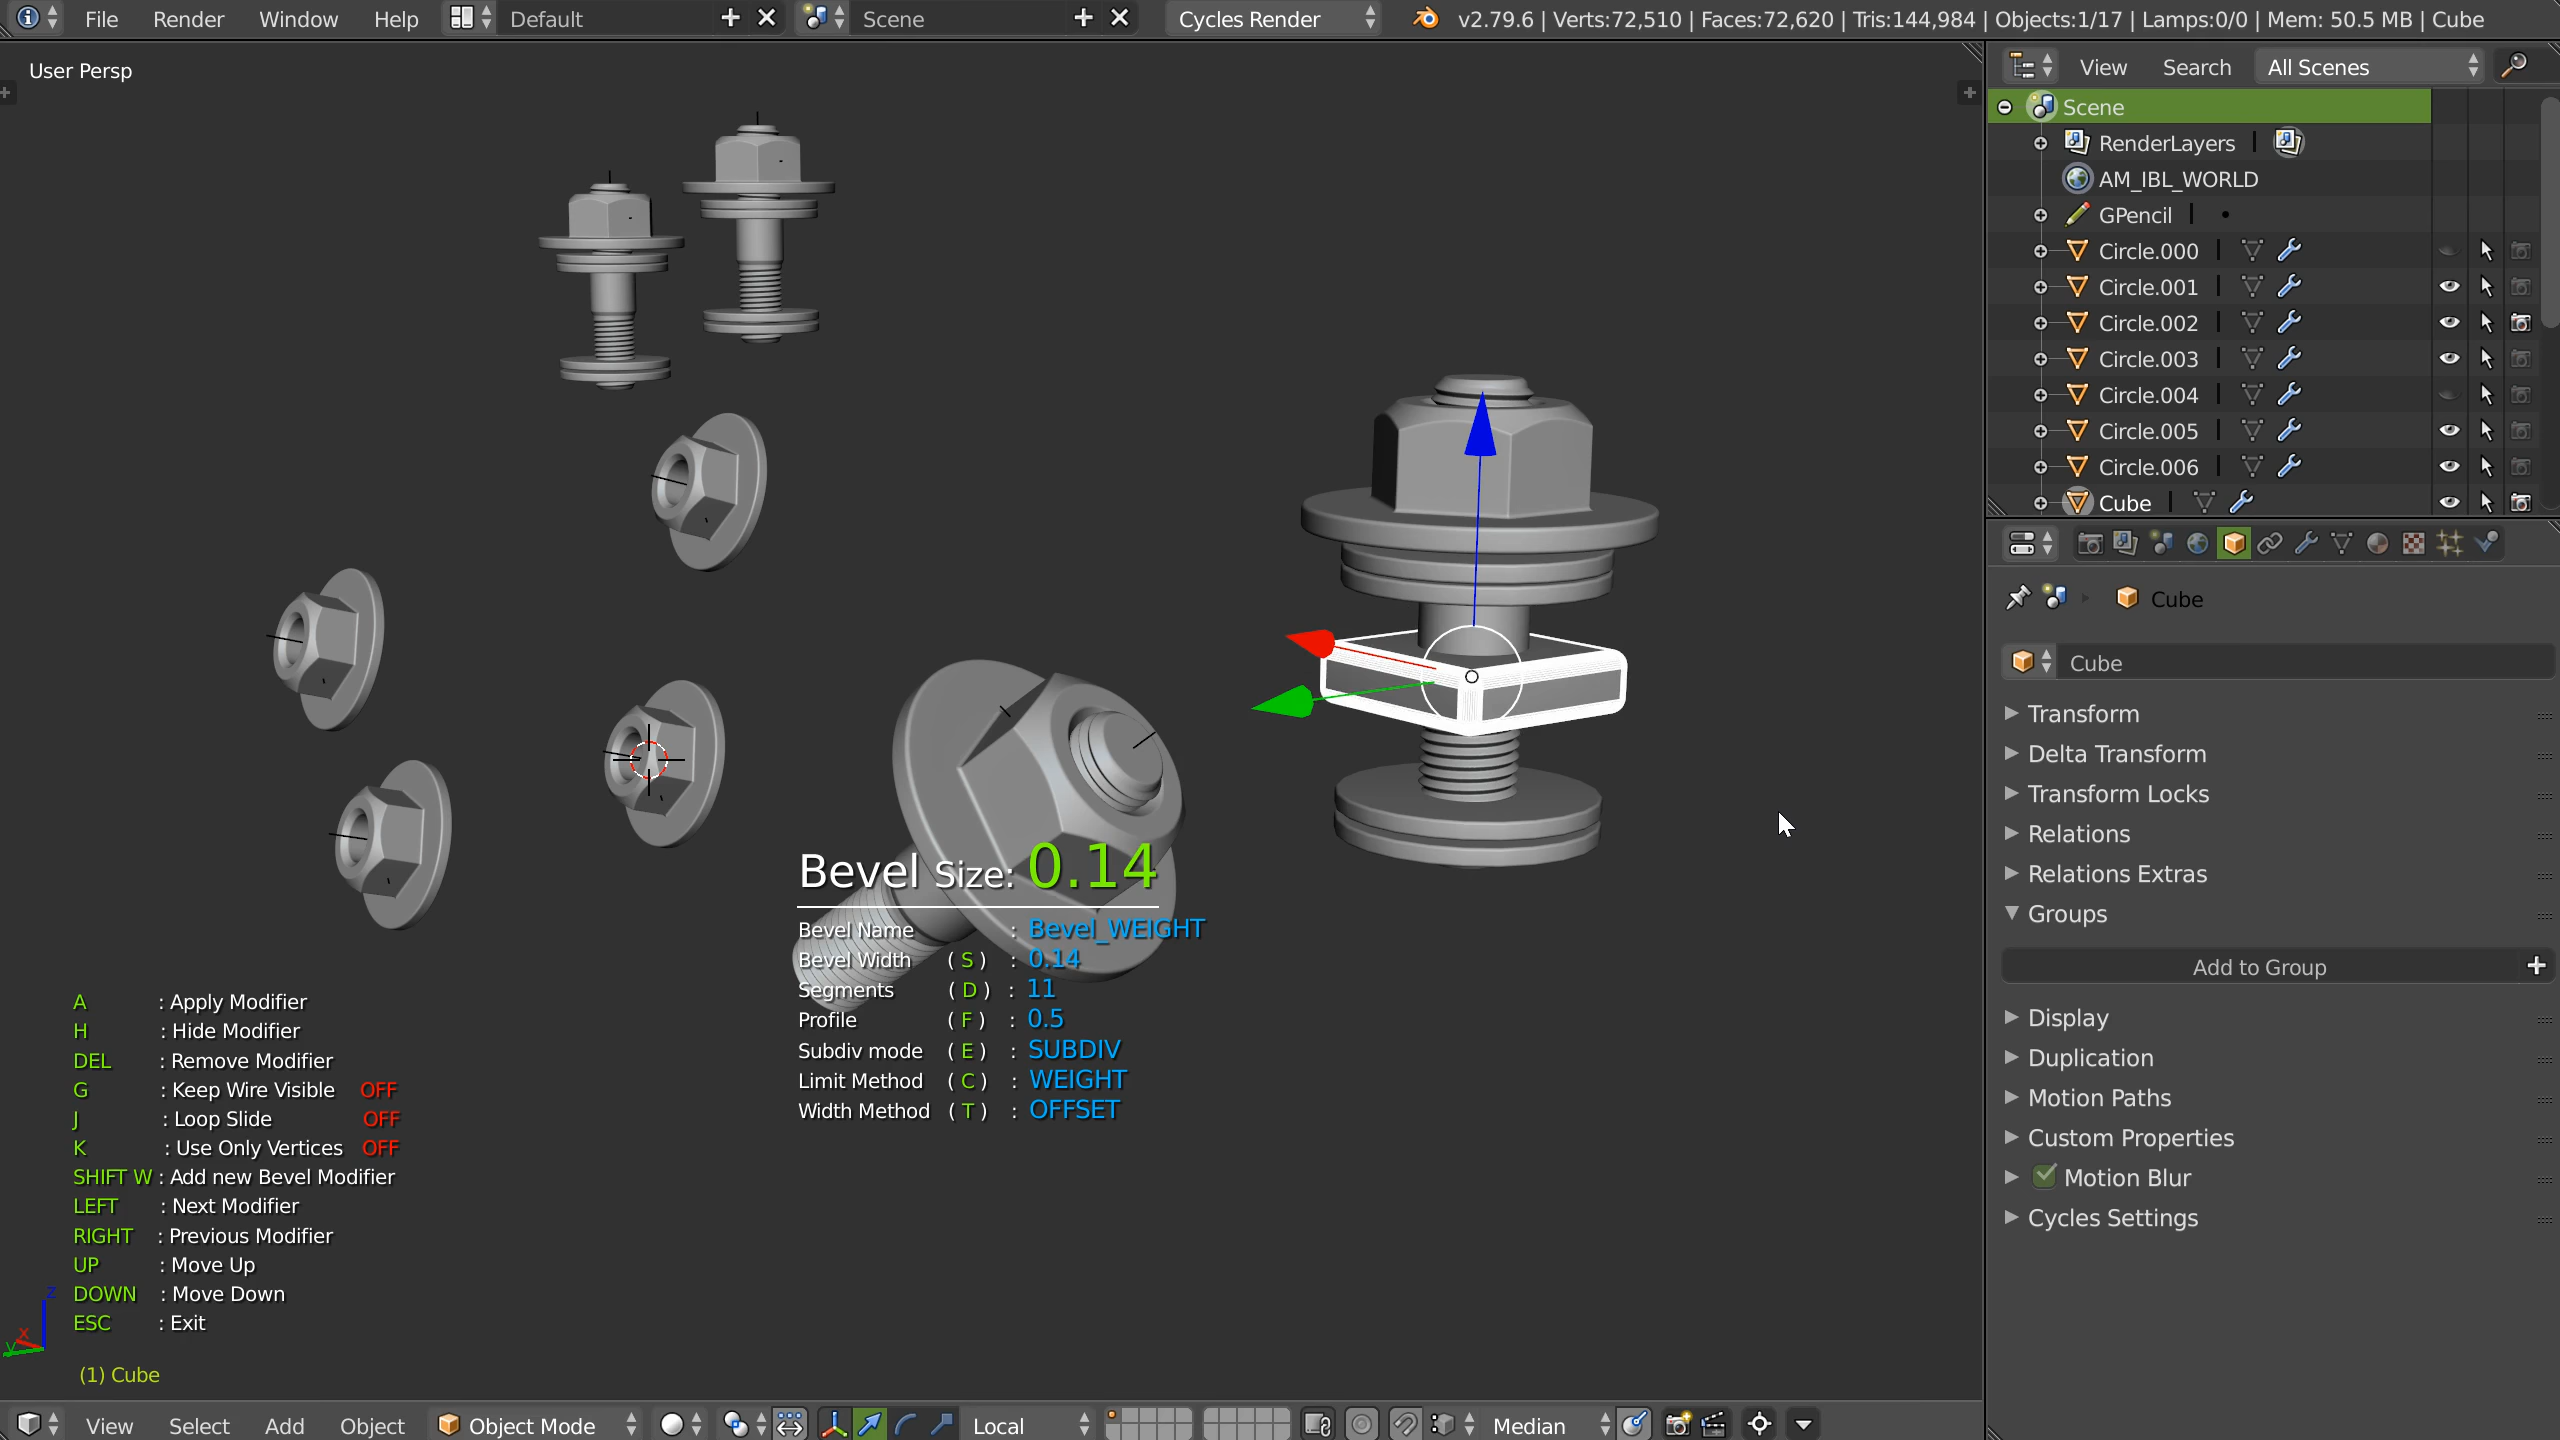 File Render Window Help Default Scene Cycles Render v2.79.6 | Verts:72,510 | Faces:72,620 | Tris:144,984 | Objects:1/17 | Lamps:0/0 | Mem: 50.5 MB | Cube
User Persp
View Search All Scenes
Scene
RenderLayers
AM_IBL_WORLD
GPencil
Circle.000
Circle.001
Circle.002
Circle.003
Circle.004
Circle.005
Circle.006
Cube
Cube
Cube
Transform
Delta Transform
Transform Locks
Relations
Relations Extras
Groups
Add to Group
Display
Duplication
Motion Paths
Custom Properties
Motion Blur
Cycles Settings
Bevel Size: 0.14
Bevel Name : Bevel_WEIGHT
Bevel Width ( S ) : 0.14
Segments ( D ) : 11
Profile ( F ) : 0.5
Subdiv mode ( E ) : SUBDIV
Limit Method ( C ) : WEIGHT
Width Method ( T ) : OFFSET
A : Apply Modifier
H : Hide Modifier
DEL : Remove Modifier
G : Keep Wire Visible OFF
J : Loop Slide OFF
K : Use Only Vertices OFF
SHIFT W : Add new Bevel Modifier
LEFT : Next Modifier
RIGHT : Previous Modifier
UP : Move Up
DOWN : Move Down
ESC : Exit
z
x
y
(1) Cube
View Select Add Object Object Mode Local Median